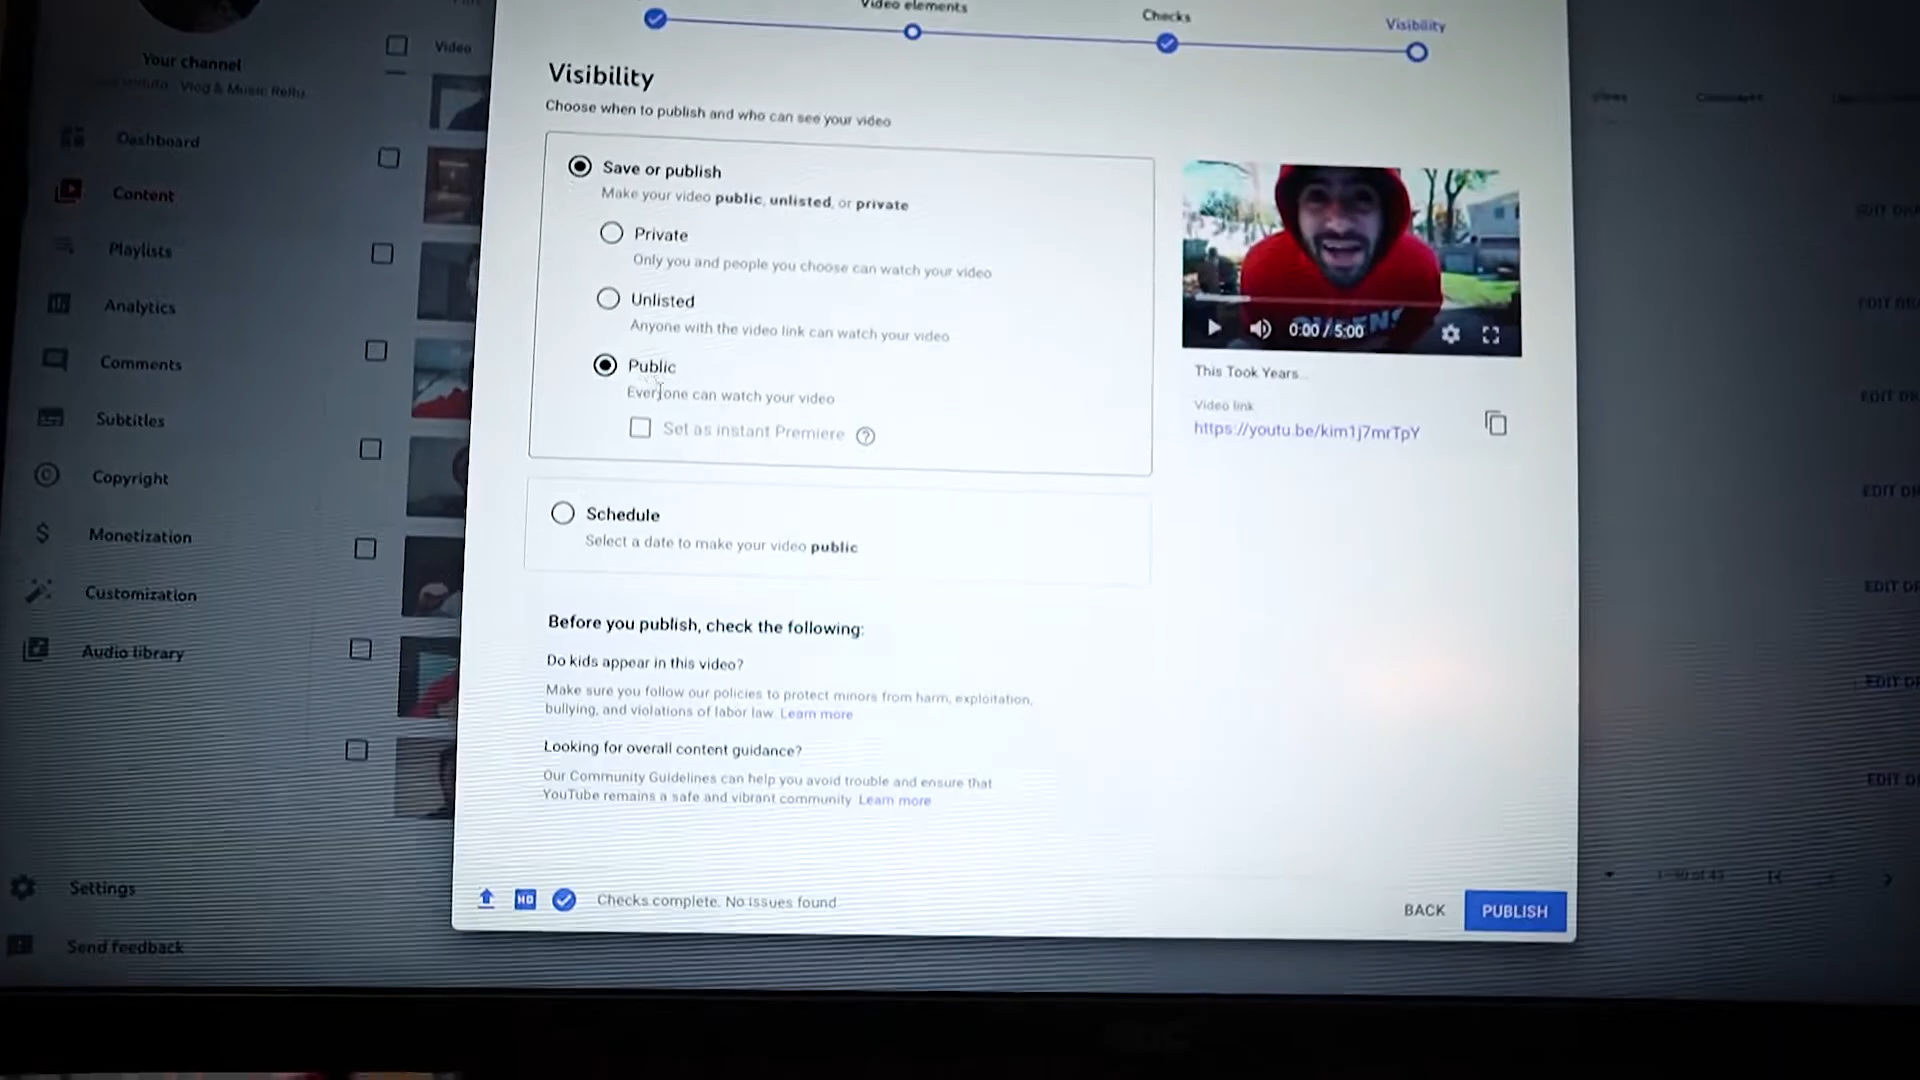 Video elements
Checks
Visibility
Your channel
Video
Visibility
Choose when to publish and who can see your video
Save or publish
Make your video public, unlisted, or private
Private
Only you and people you choose can watch your video
Unlisted
Anyone with the video link can watch your video
Public
Everyone can watch your video
Set as instant Premiere
Schedule
Select a date to make your video public
Before you publish, check the following:
Do kids appear in this video?
Make sure you follow our policies to protect minors from harm, exploitation,
bullying, and violations of labor law. Learn more
Looking for overall content guidance?
Our Community Guidelines can help you avoid trouble and ensure that
YouTube remains a safe and vibrant community. Learn more
HD
Checks complete. No issues found.
BACK
PUBLISH
0:00 / 5:00
This Took Years...
Video link
https://youtu.be/kim1j7mrTpY
Dashboard
Content
Playlists
Analytics
Comments
Subtitles
Copyright
Monetization
Customization
Audio library
Settings
Send feedback
Views
EDIT
EDIT
EDIT
EDIT
EDIT
EDIT
EDIT